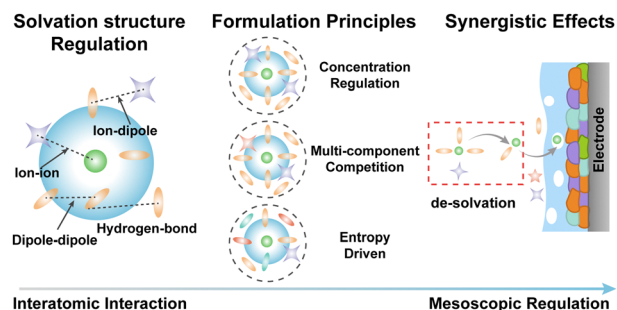 Solvation structure
Regulation
Formulation Principles
Synergistic Effects
Ion-dipole
Ion-ion
Dipole-dipole
Hydrogen-bond
Concentration
Regulation
Multi-component
Competition
Entropy
Driven
de-solvation
Electrode
Interatomic Interaction
Mesoscopic Regulation